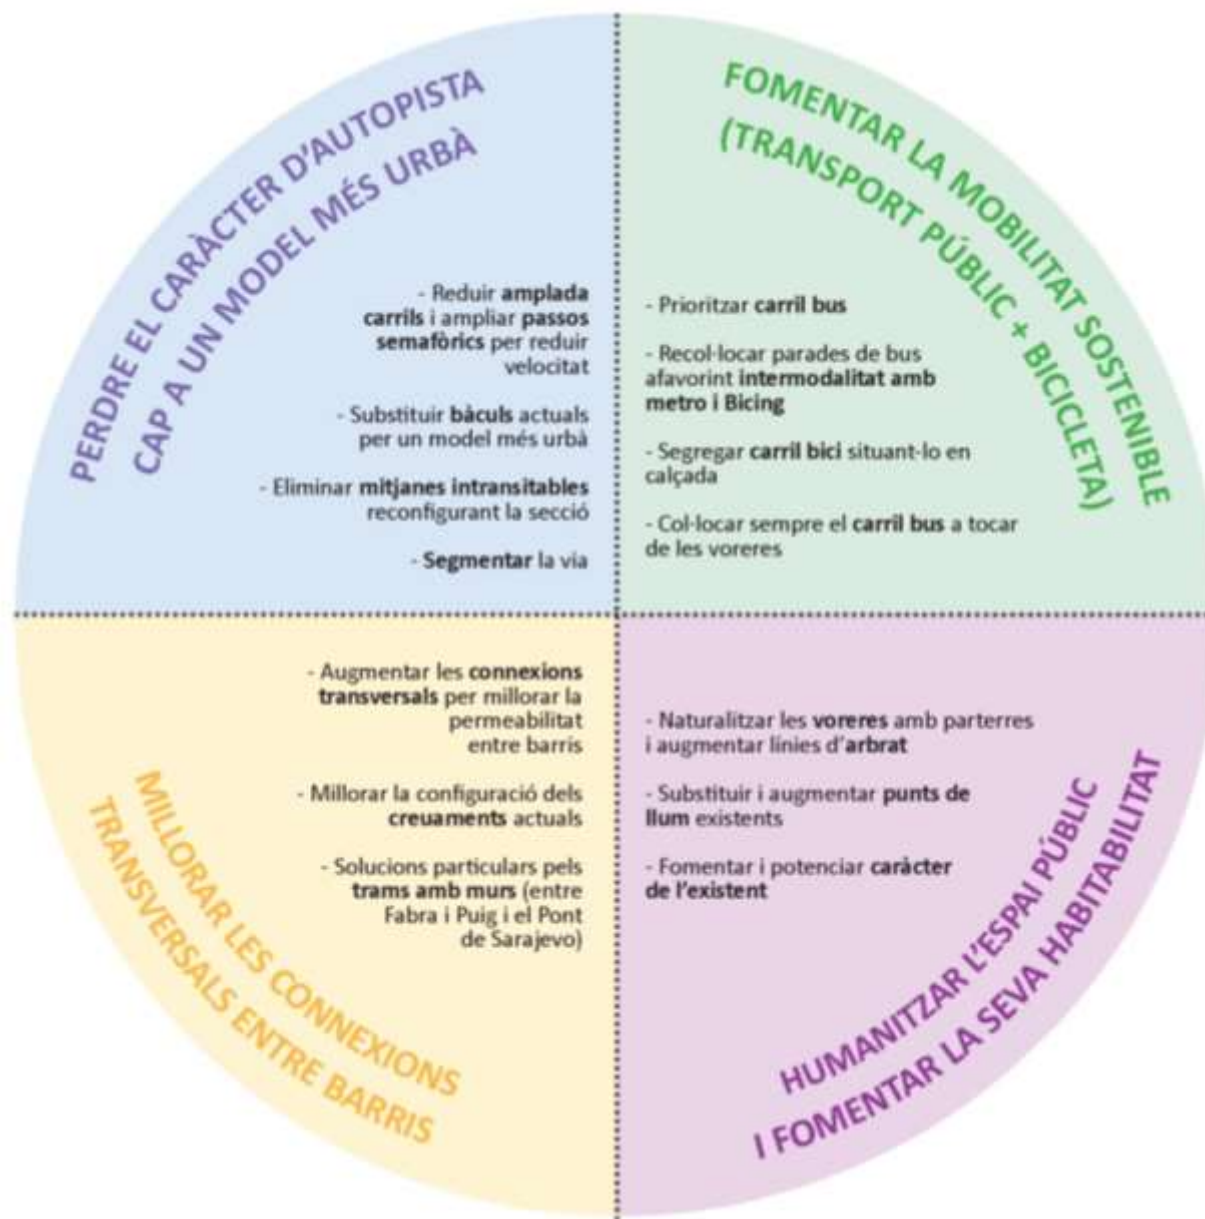 PERDRE EL CARÀCTER D'AUTOPISTA
CAP A UN MODEL MÉS URBÀ
- Reduir amplada
carrils i ampliar passos
semafòrics per reduir
velocitat
- Substituir bàculs actuals
per un model més urbà
- Eliminar mitjanes intransitables
reconfigurant la secció
- Segmentar la via
FOMENTAR LA MOBILITAT SOSTENIBLE
(TRANSPORT PÚBLIC + BICICLETA)
- Prioritzar carril bus
- Recol·locar parades de bus
afavorint intermodalitat amb
metro i Bicing
- Segregar carril bici situant-lo en
calçada
- Col·locar sempre el carril bus a tocar
de les voreres
- Augmentar les connexions
transversals per millorar la
permeabilitat
entre barris
- Millorar la configuració dels
creuaments actuals
- Solucions particulars pels
trams amb murs (entre
Fabra i Puig i el Pont
de Sarajevo)
MILLORAR LES CONNEXIONS
TRANSVERSALS ENTRE BARRIS
- Naturalitzar les voreres amb parterres
i augmentar línies d'arbrat
- Substituir i augmentar punts de
llum existents
- Fomentar i potenciar caràcter
de l'existent
HUMANITZAR L'ESPAI PÚBLIC
I FOMENTAR LA SEVA HABITABILITAT